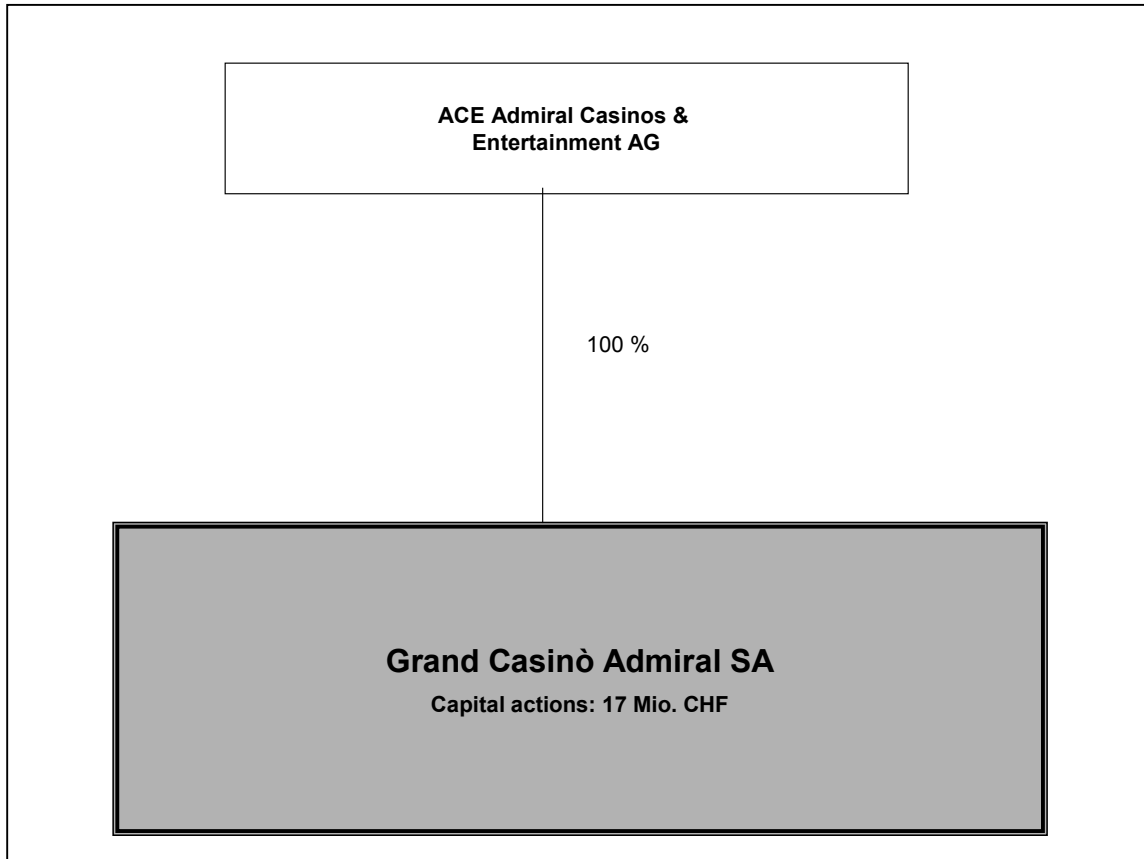 ACE Admiral Casinos &
Entertainment AG
100 %
Grand Casinò Admiral SA
Capital actions: 17 Mio. CHF